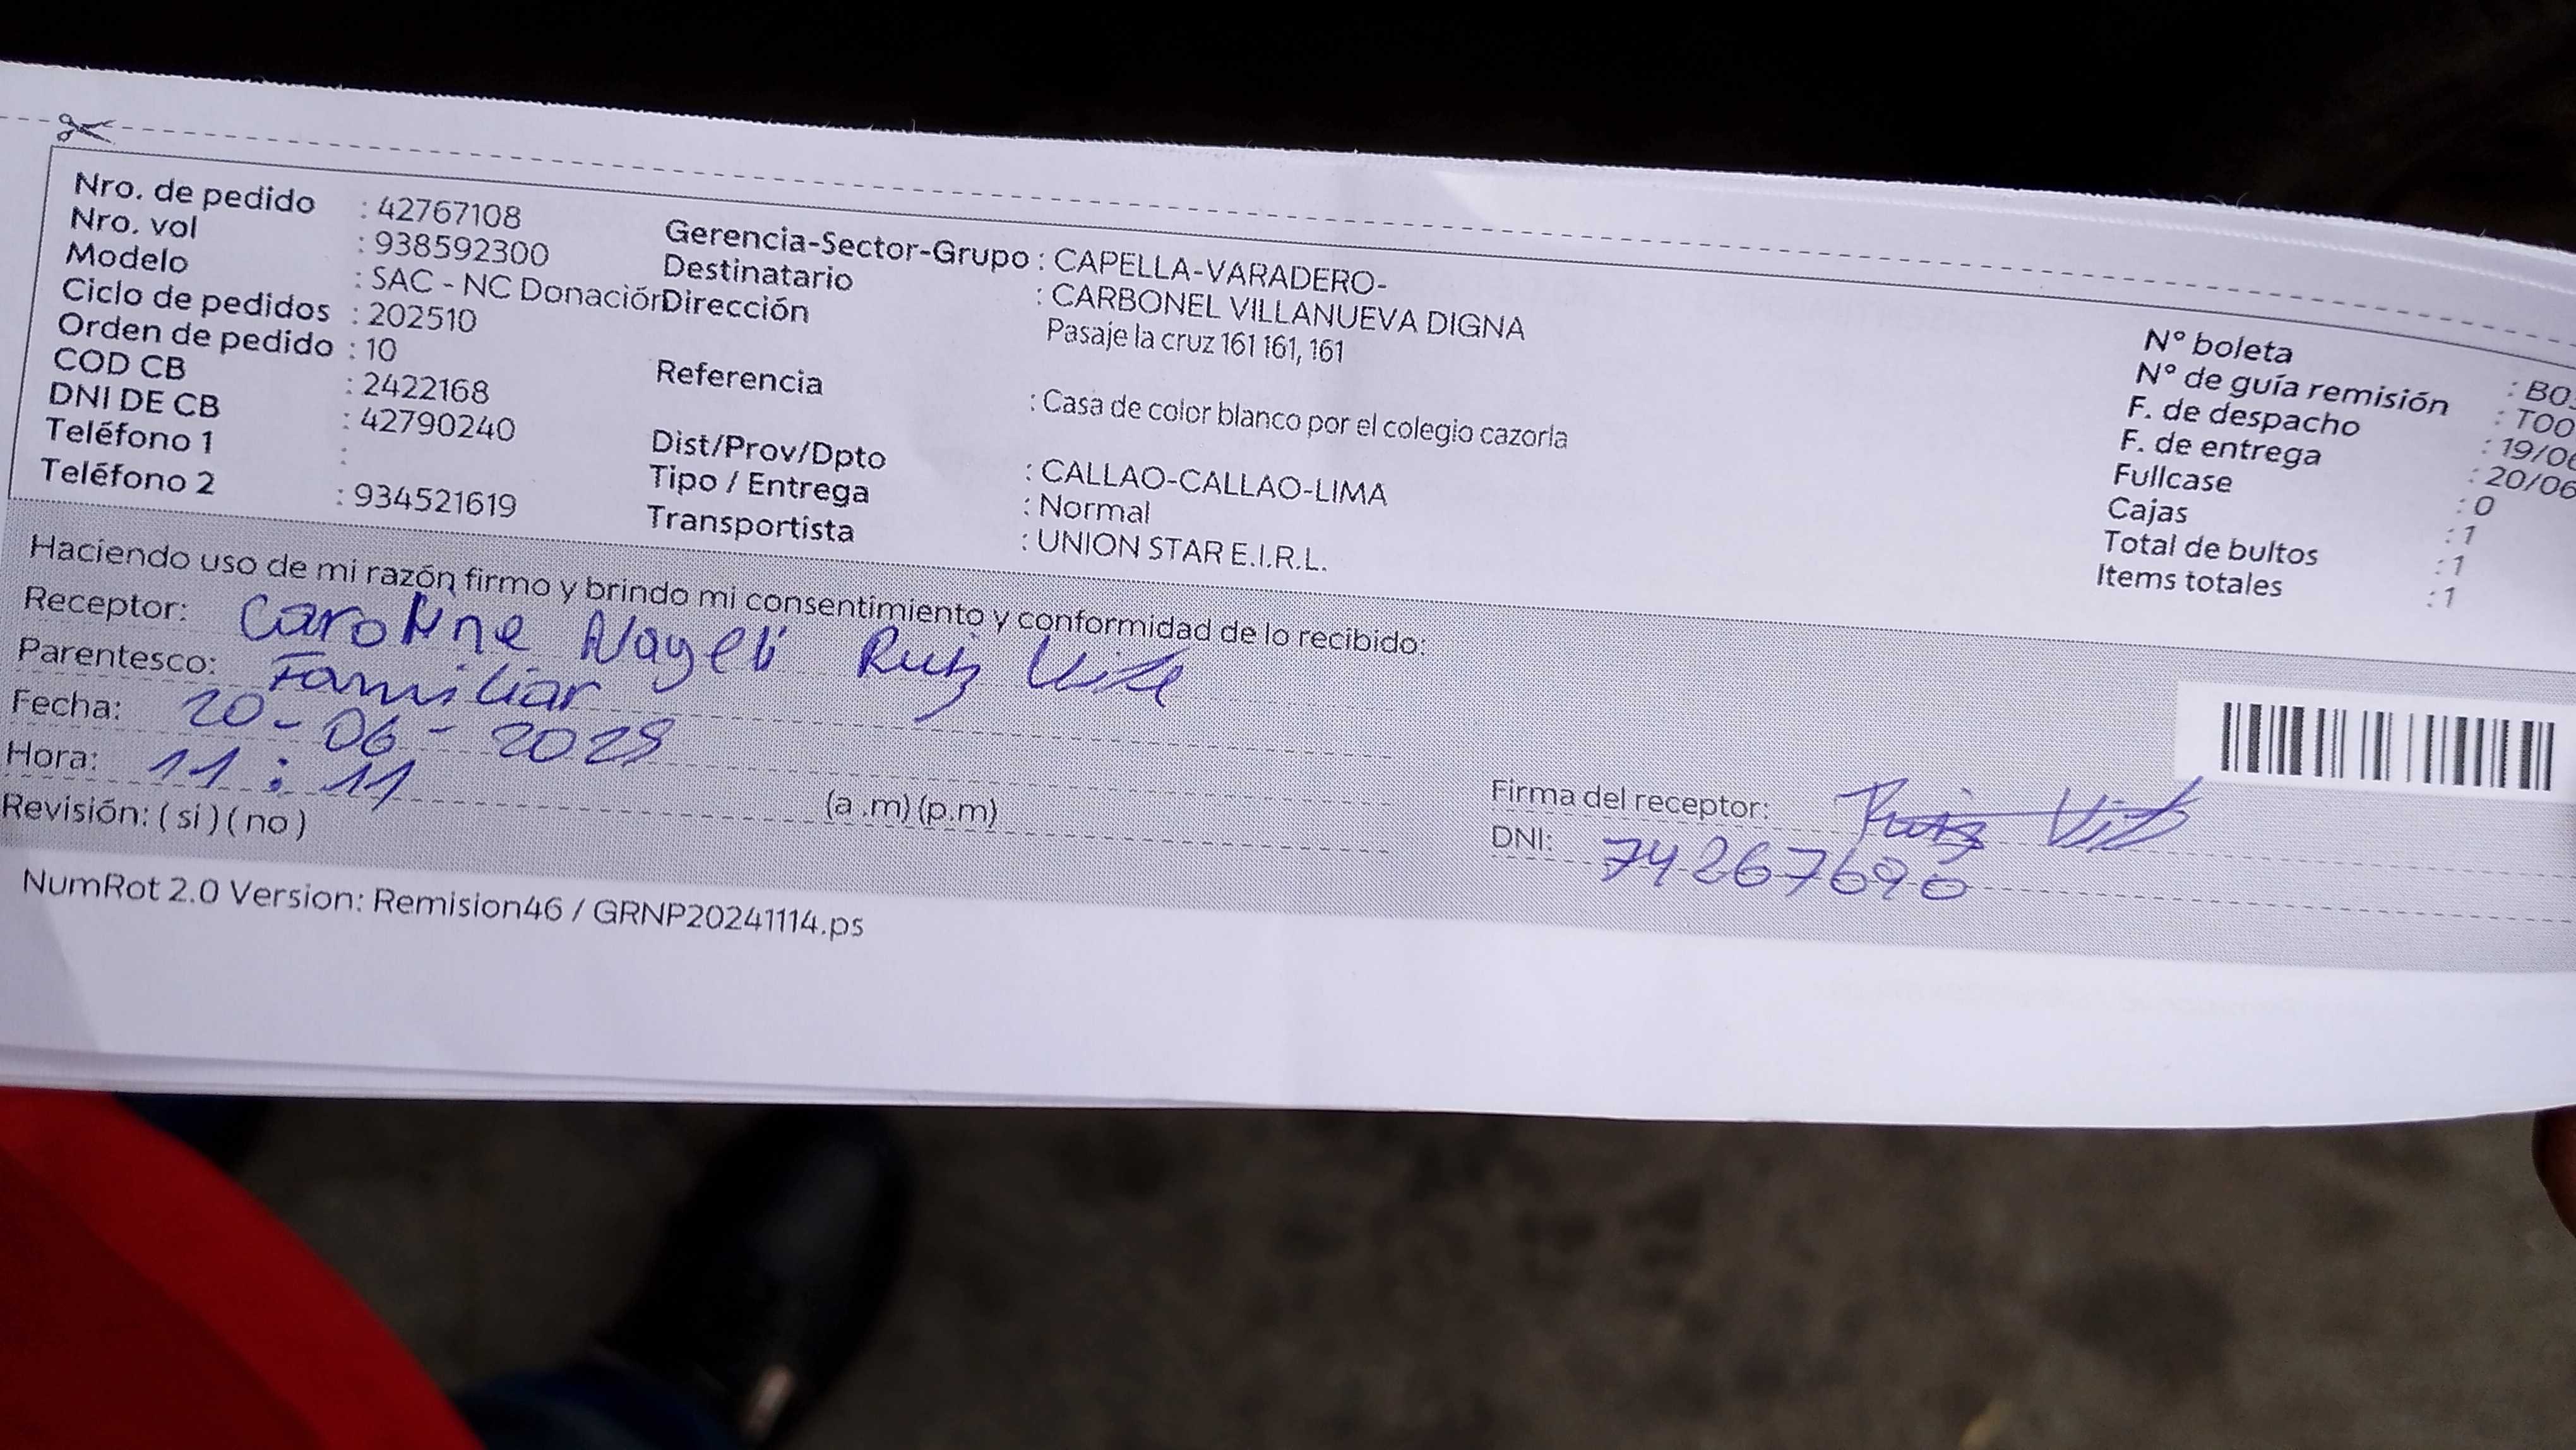 Nro. de pedido : 42767108
Nro. vol : 938592300
Modelo : SAC - NC Donación
Ciclo de pedidos : 202510
Orden de pedido : 10
COD CB : 2422168
DNI DE CB : 42790240
Teléfono 1 :
Teléfono 2 : 934521619
Gerencia-Sector-Grupo : CAPELLA-VARADERO-
Destinatario : CARBONEL VILLANUEVA DIGNA
Dirección Pasaje la cruz 161 161, 161
Referencia : Casa de color blanco por el colegio cazorla
Dist/Prov/Dpto : CALLAO-CALLAO-LIMA
Tipo / Entrega : Normal
Transportista : UNION STAR E.I.R.L.
N° boleta : B0
N° de guía remisión : T00
F. de despacho : 19/06
F. de entrega : 20/06
Fullcase : 0
Cajas : 1
Total de bultos : 1
Items totales : 1
Haciendo uso de mi razón firmo y brindo mi consentimiento y conformidad de lo recibido:
Receptor: Caroline Nayeli Ruiz
Parentesco: Familiar
Fecha: 20-06-2025
Hora: 11:11 (a .m) (p.m)
Revisión: ( si ) ( no )
Firma del receptor: Ruiz
DNI: 74267690
NumRot 2.0 Version: Remision46 / GRNP20241114.ps